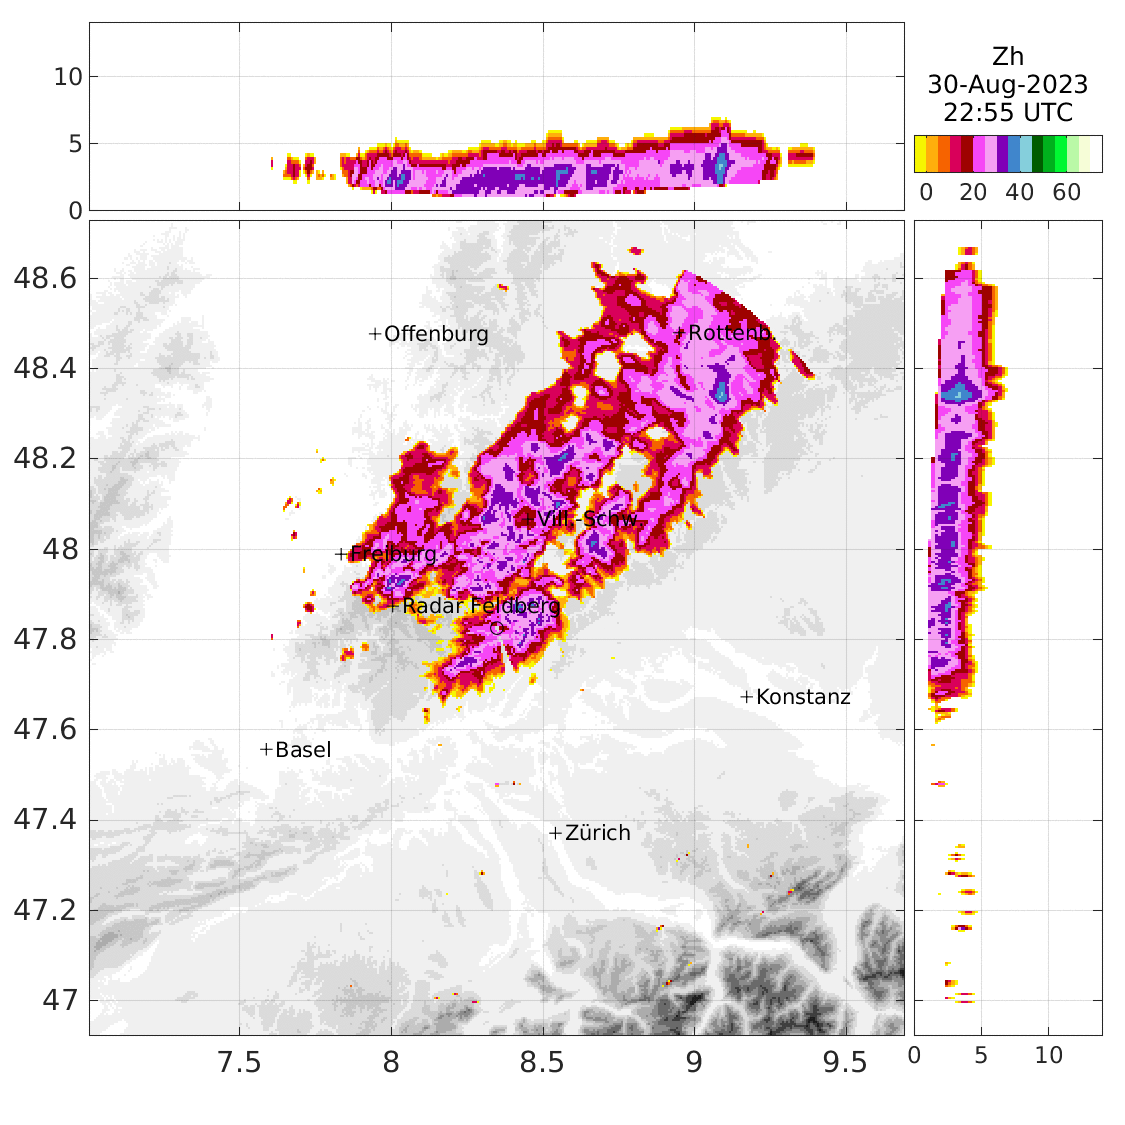 10
5
0
Zh
30-Aug-2023
22:55 UTC
0 20 40 60
48.6
48.4
48.2
48
47.8
47.6
47.4
47.2
47
Offenburg
Rottenb.
Vill.-Schw.
Freiburg
Radar Feldberg
Konstanz
Basel
Zürich
7.5 8 8.5 9 9.5
0 5 10